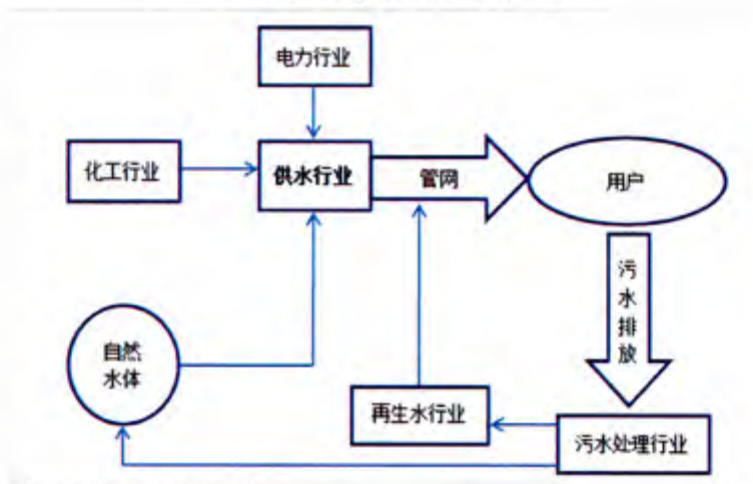 电力行业
化工行业
供水行业
管网
用户
污
水
排
放
自然
水体
再生水行业
污水处理行业